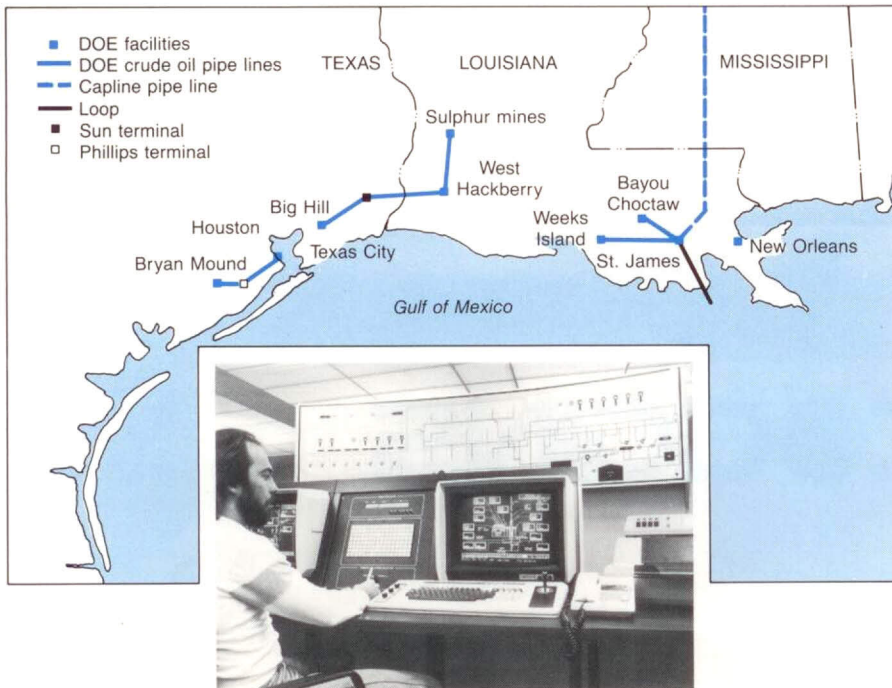 DOE facilities
DOE crude oil pipe lines
Capline pipe line
Loop
Sun terminal
Phillips terminal
TEXAS
LOUISIANA
MISSISSIPPI
Sulphur mines
West
Hackberry
Big Hill
Houston
Texas City
Bryan Mound
Bayou
Choctaw
Weeks
Island
St. James
New Orleans
Gulf of Mexico